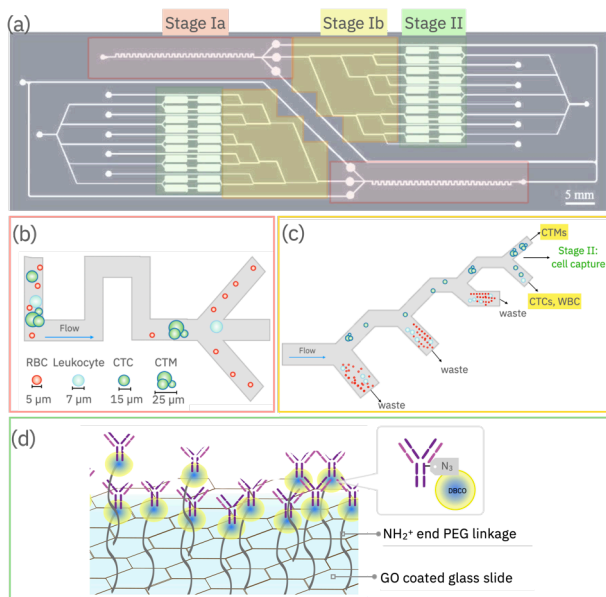 (a)
Stage Ia
Stage Ib
Stage II
5 mm
(b)
Flow
RBC Leukocyte CTC CTM
5 µm 7 µm 15 µm 25 µm
(c)
CTMs
Stage II:
cell capture
CTCs, WBC
waste
waste
waste
Flow
(d)
N₃
DBCO
NH₂⁺ end PEG linkage
GO coated glass slide